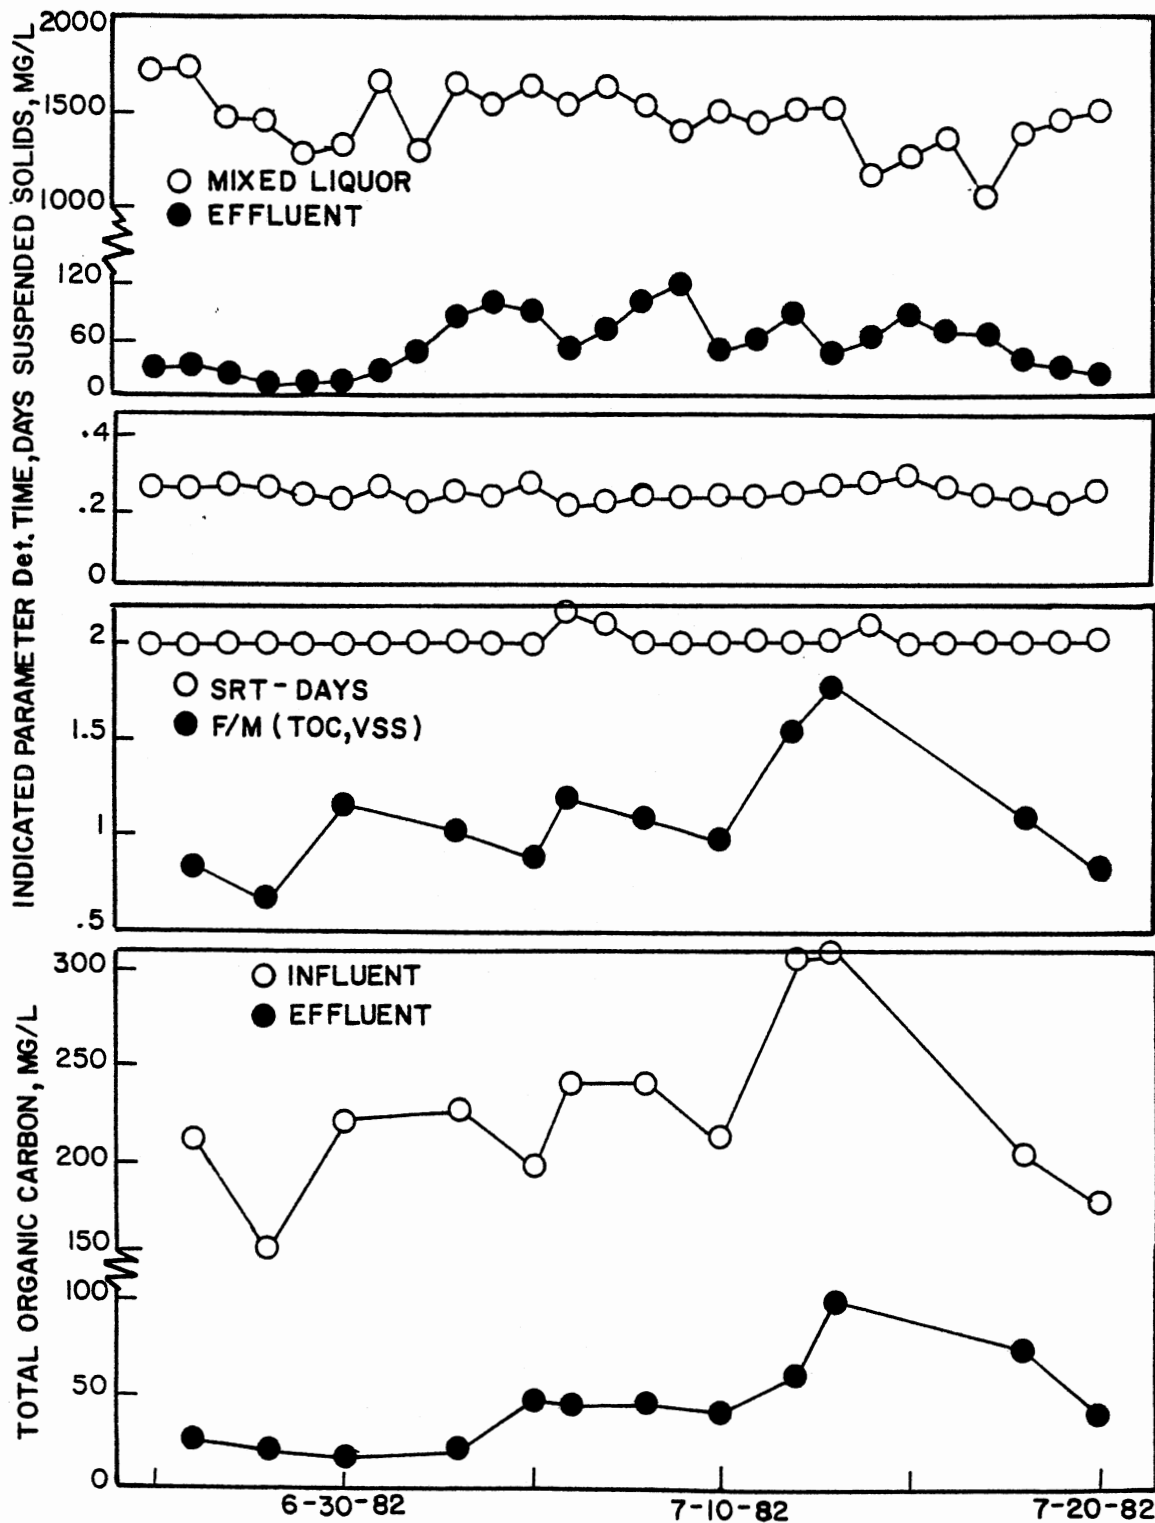 SUSPENDED SOLIDS, MG/L
2000
1500
1000
MIXED LIQUOR
EFFLUENT
120
60
0
Det. TIME, DAYS
.4
.2
0
INDICATED PARAMETER
2
1.5
1
.5
SRT-DAYS
F/M (TOC,VSS)
TOTAL ORGANIC CARBON, MG/L
300
250
200
150
100
50
0
INFLUENT
EFFLUENT
6-30-82
7-10-82
7-20-82